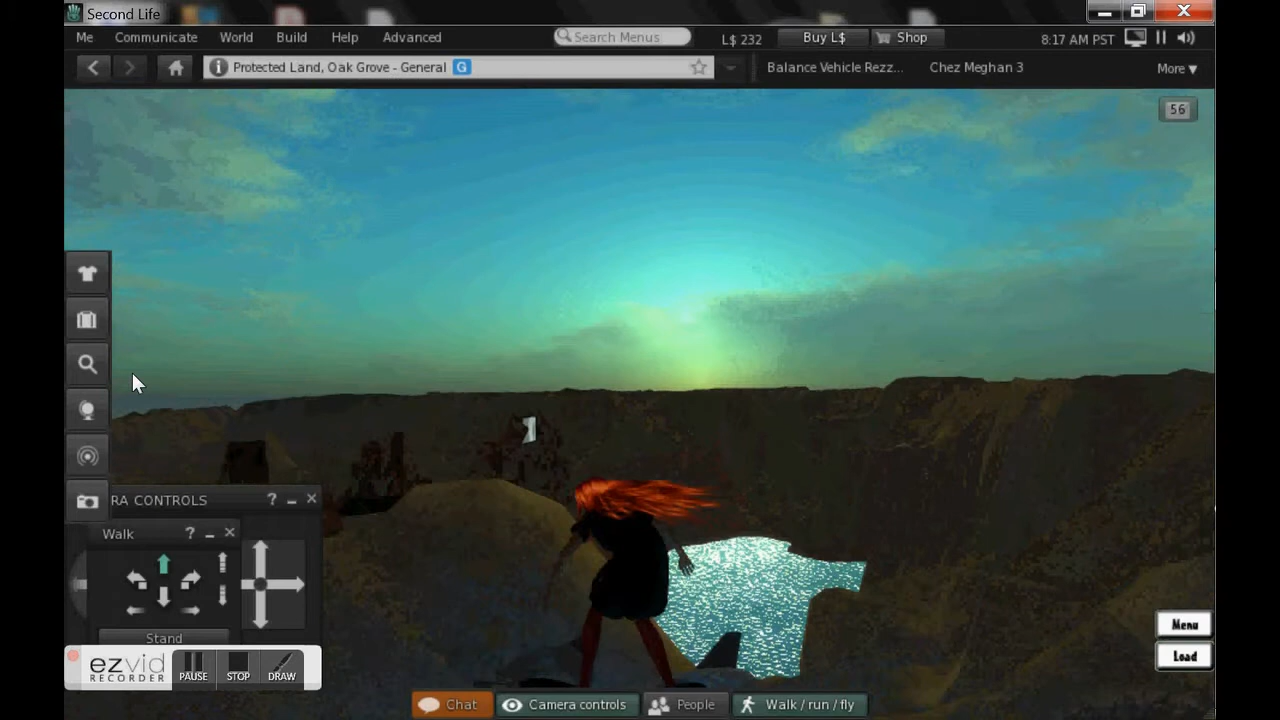 Second Life
Me Communicate World Build Help Advanced Search Menus L$ 232 Buy L$ Shop 8:17 AM PST
Protected Land, Oak Grove - General G Balance Vehicle Rezz... Chez Meghan 3 More
56
RA CONTROLS ?
Walk ?
Stand
ezvid
RECORDER
PAUSE STOP DRAW
Menu
Load
Chat Camera controls People Walk / run / fly